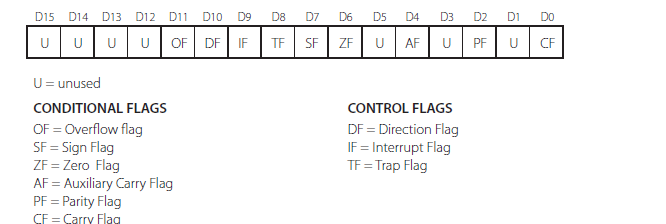 D15 D14 D13 D12 D11 D10 D9 D8 D7 D6 D5 D4 D3 D2 D1 D0
U U U U OF DF IF TF SF ZF U AF U PF U CF
U = unused
CONDITIONAL FLAGS
OF = Overflow flag
SF = Sign Flag
ZF = Zero Flag
AF = Auxiliary Carry Flag
PF = Parity Flag
CF = Carry Flag
CONTROL FLAGS
DF = Direction Flag
IF = Interrupt Flag
TF = Trap Flag